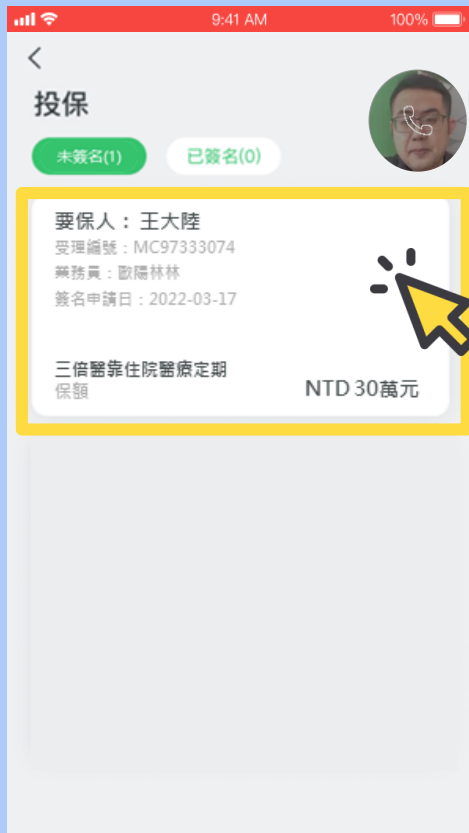 9:41 AM 100%
投保
未簽名(1) 已簽名(0)
要保人：王大陸
受理編號：MC97333074
業務員：歐陽林林
簽名申請日：2022-03-17
三倍醫靠住院醫療定期
保額 NTD 30萬元